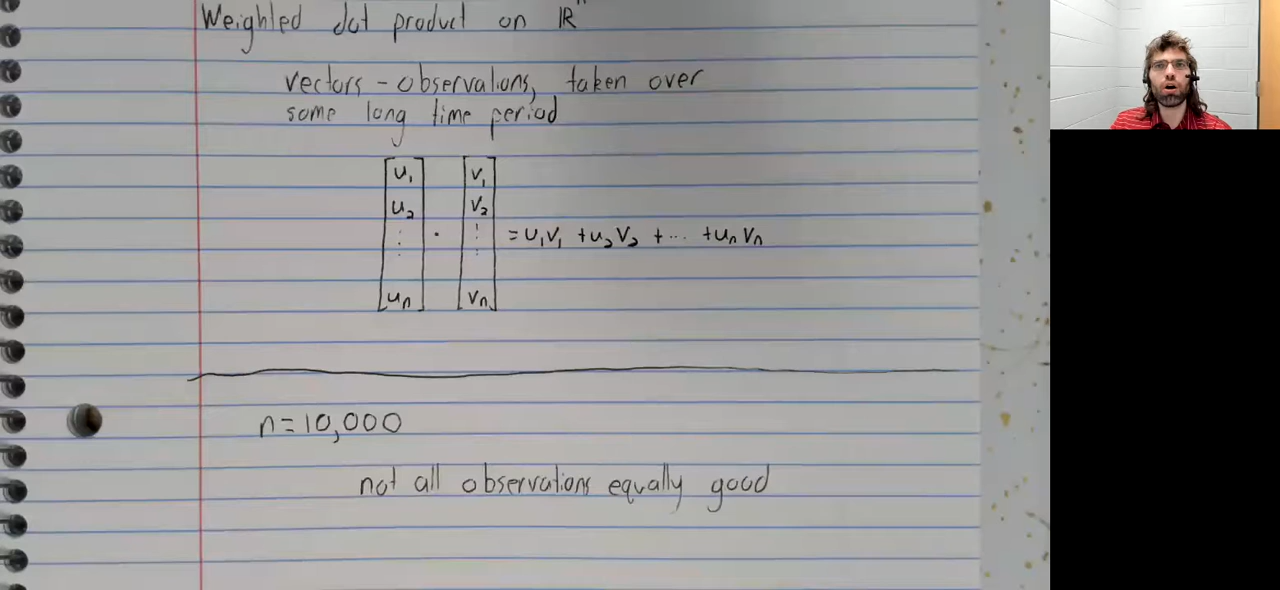 Weighted dot product on ℝⁿ
vectors - observations, taken over
some long time period
[u₁ u₂ ⋮ uₙ] · [v₁ v₂ ⋮ vₙ] = u₁v₁ + u₂v₂ + ... + uₙvₙ
n=10,000
not all observations equally good